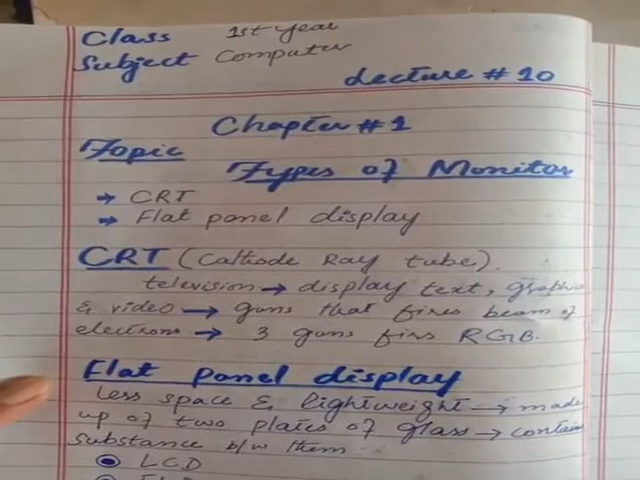 Class 1st year
Subject Computer
Lecture # 10
Chapter # 1
Topic
Types of Monitor
→ CRT
→ Flat panel display
CRT (Cathode Ray tube).
television → display text, graphics
& video → guns that fires beam of
electrons → 3 guns firs RGB.
Flat panel display
Less space & lightweight → made
up of two plates of glass → contain
substance b/w them
LCD